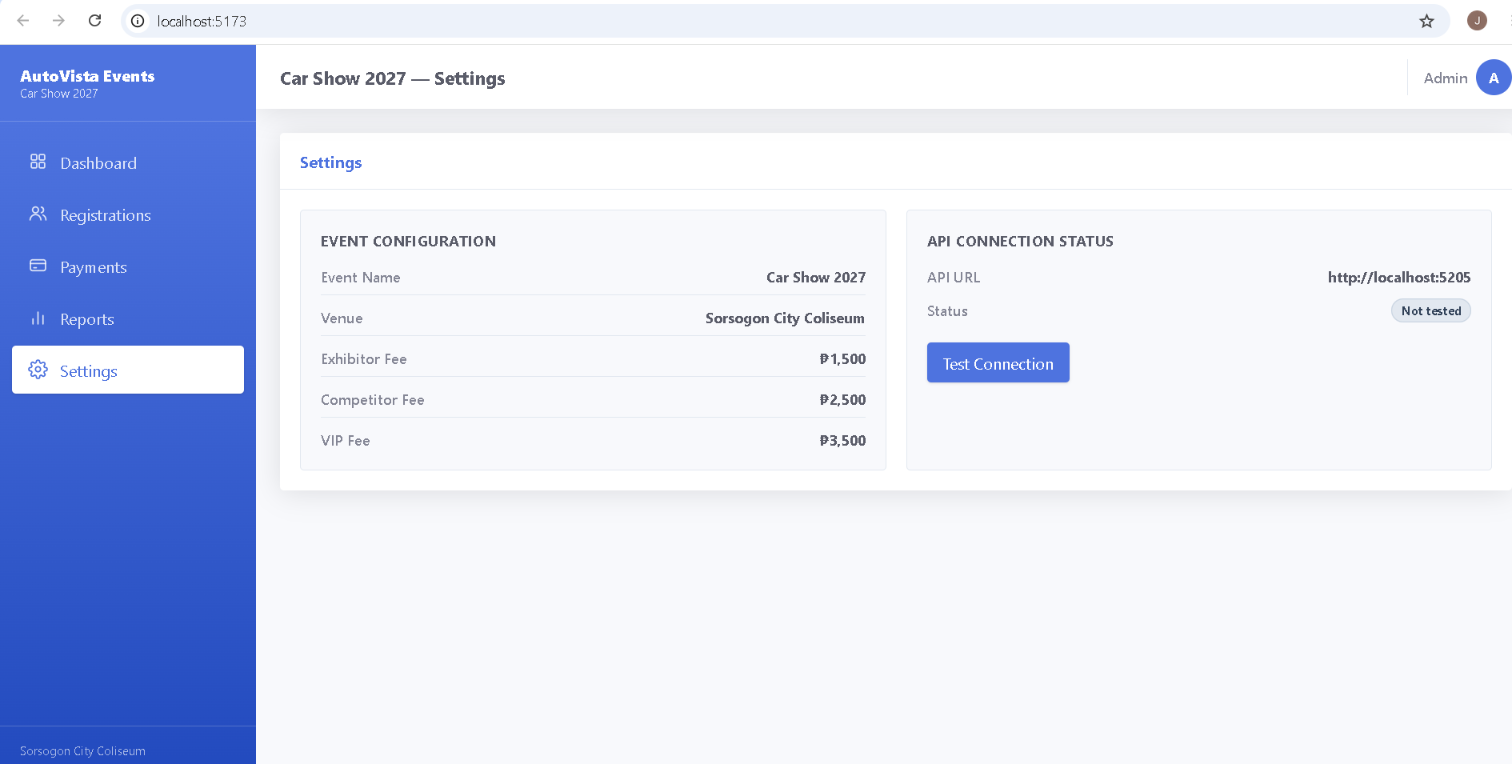 localhost:5173
J
AutoVista Events
Car Show 2027
Car Show 2027 — Settings
Admin
A
Dashboard
Registrations
Payments
Reports
Settings
Sorsogon City Coliseum
Settings
EVENT CONFIGURATION
Event Name Car Show 2027
Venue Sorsogon City Coliseum
Exhibitor Fee ₱1,500
Competitor Fee ₱2,500
VIP Fee ₱3,500
API CONNECTION STATUS
API URL http://localhost:5205
Status Not tested
Test Connection